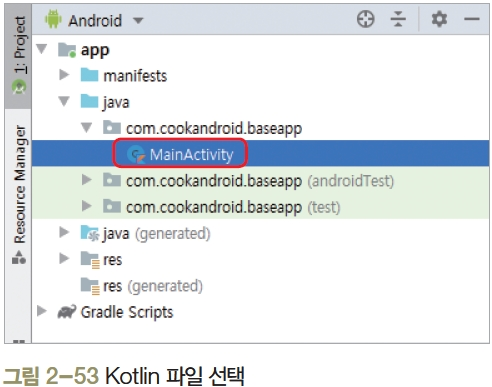 1: Project
Resource Manager
Android
app
manifests
java
com.cookandroid.baseapp
MainActivity
com.cookandroid.baseapp (androidTest)
com.cookandroid.baseapp (test)
java (generated)
res
res (generated)
Gradle Scripts
그림 2-53 Kotlin 파일 선택